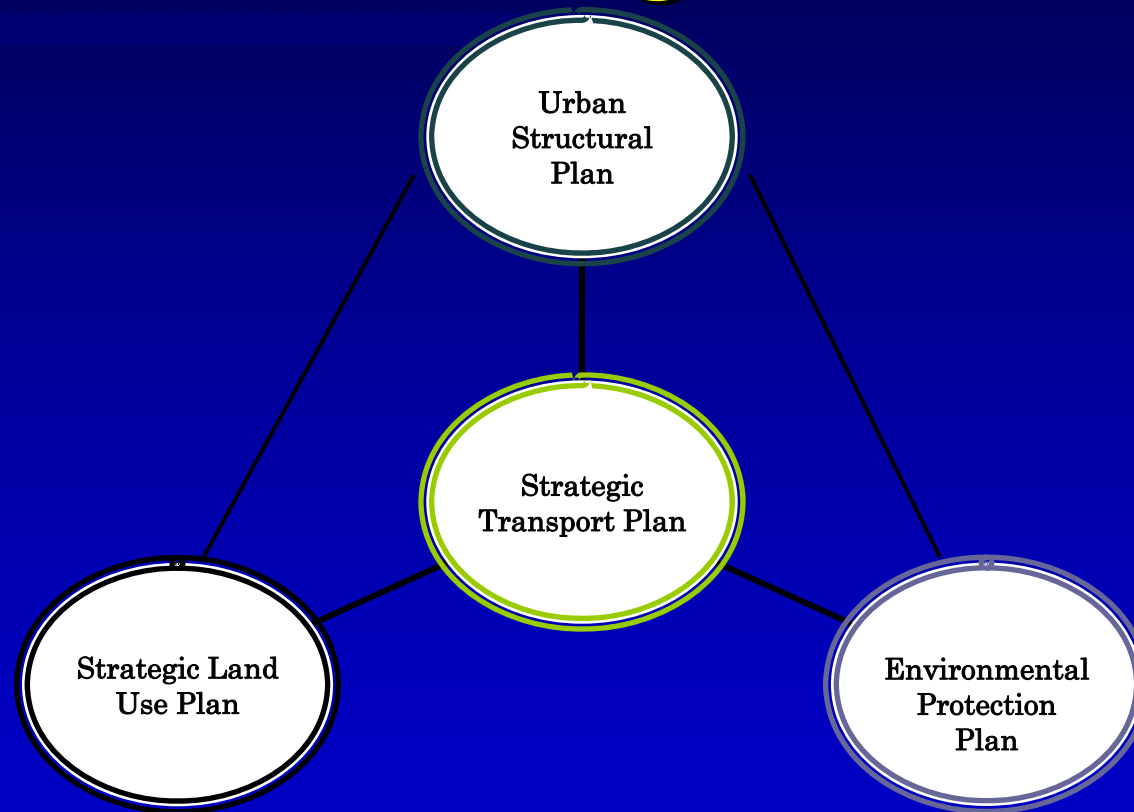 Urban
Structural
Plan
Strategic
Transport Plan
Strategic Land
Use Plan
Environmental
Protection
Plan